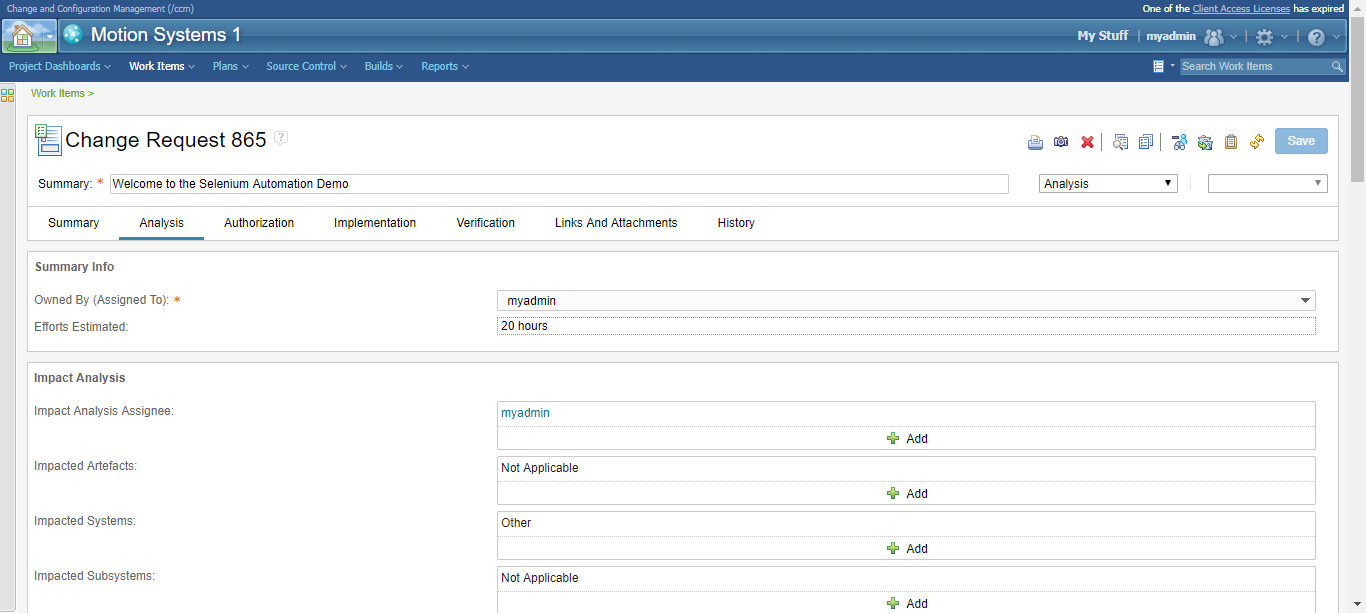 Change and Configuration Management (/ccm) One of the Client Access Licenses has expired
Motion Systems 1 My Stuff | myadmin
Project Dashboards Work Items Plans Source Control Builds Reports Search Work Items
Work Items >
Change Request 865 ? Save
Summary: * Welcome to the Selenium Automation Demo Analysis
Summary Analysis Authorization Implementation Verification Links And Attachments History
Summary Info
Owned By (Assigned To): * myadmin
Efforts Estimated: 20 hours
Impact Analysis
Impact Analysis Assignee: myadmin
Add
Impacted Artefacts: Not Applicable
Add
Impacted Systems: Other
Add
Impacted Subsystems: Not Applicable
Add